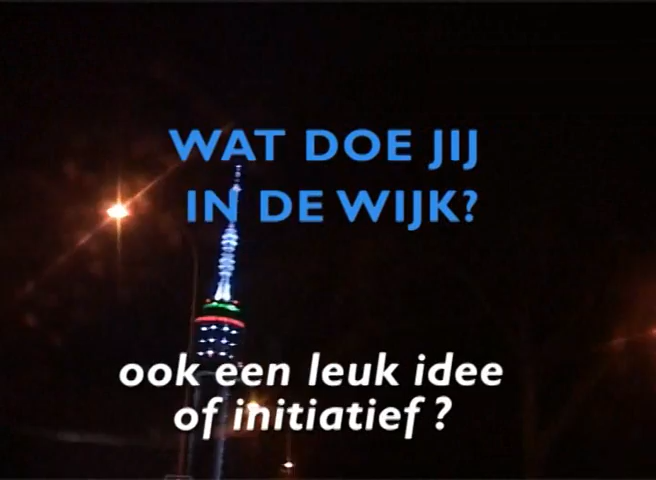 WAT DOE JIJ
IN DE WIJK?
ook een leuk idee
of initiatief ?